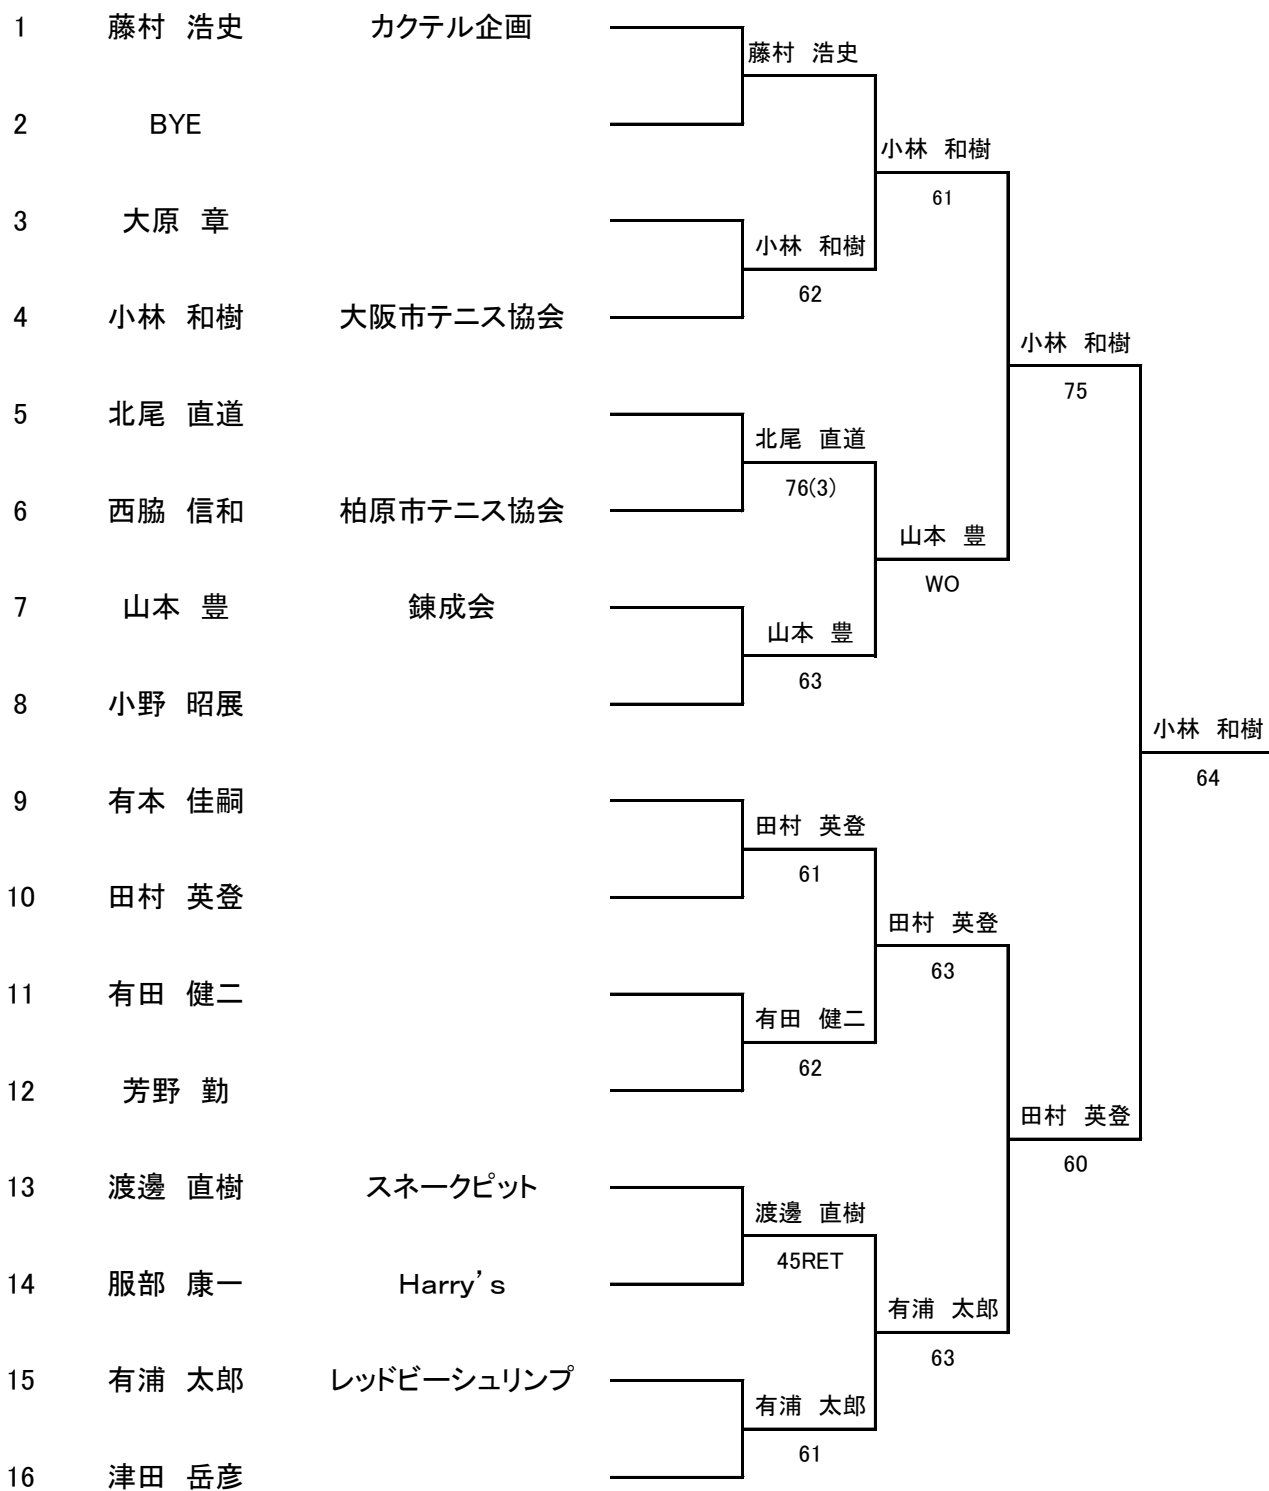 1 藤村 浩史 カクテル企画
藤村 浩史
2 BYE
小林 和樹
61
3 大原 章
小林 和樹
62
4 小林 和樹 大阪市テニス協会
小林 和樹
75
5 北尾 直道
北尾 直道
76(3)
6 西脇 信和 柏原市テニス協会
山本 豊
WO
7 山本 豊 錬成会
山本 豊
63
8 小野 昭展
小林 和樹
64
9 有本 佳嗣
田村 英登
61
10 田村 英登
田村 英登
63
11 有田 健二
有田 健二
62
12 芳野 勤
田村 英登
60
13 渡邊 直樹 スネークピット
渡邊 直樹
45RET
14 服部 康一 Harry's
有浦 太郎
63
15 有浦 太郎 レッドビーシュリンプ
有浦 太郎
61
16 津田 岳彦